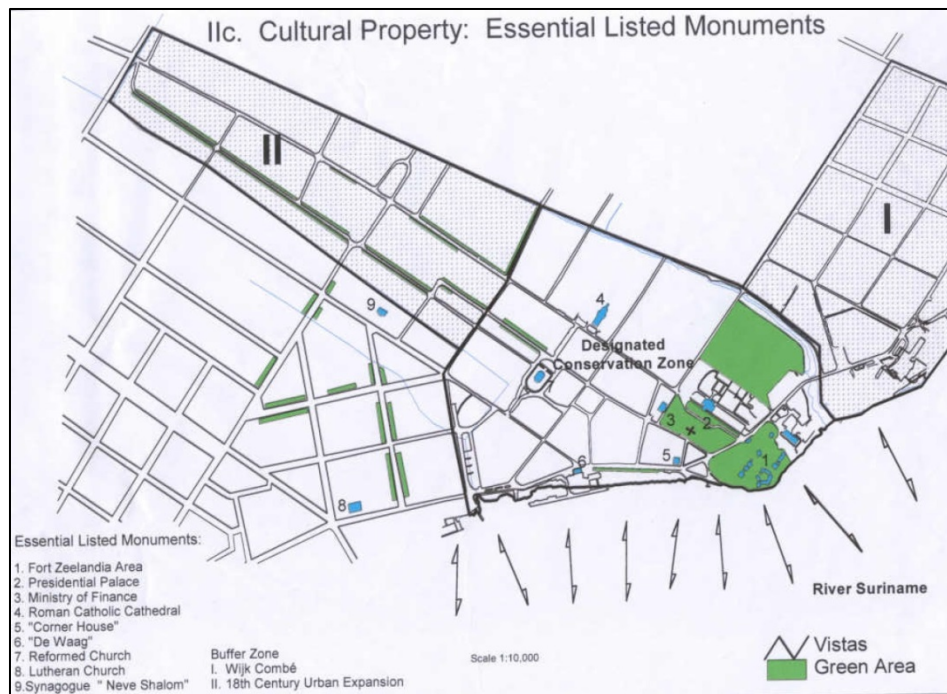 IIc. Cultural Property: Essential Listed Monuments
II
I
9
4
Designated
Conservation Zone
3
2
5
1
6
8
Essential Listed Monuments:
1. Fort Zeelandia Area
2. Presidential Palace
3. Ministry of Finance
4. Roman Catholic Cathedral
5. "Corner House"
6. "De Waag"
7. Reformed Church
8. Lutheran Church
9.Synagogue " Neve Shalom"
Buffer Zone
I. Wijk Combé
II. 18th Century Urban Expansion
Scale 1:10,000
River Suriname
Vistas
Green Area